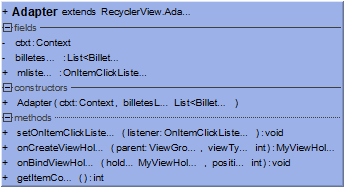 + Adapter extends RecyclerView.Ada...
fields
- ctxt: Context
- billetes... : List<Billet...
+ mliste... : OnItemClickListe...
constructors
+ Adapter ( ctxt: Context , billetesL... List<Billet... )
methods
+ setOnItemClickListe... ( listener: OnItemClickListe... ): void
+ onCreateViewHol... ( parent: ViewGro... , viewTy... int ): MyViewHol...
+ onBindViewHol... ( hold... MyViewHol... , positi... int ): void
+ getItemCo... ( ): int